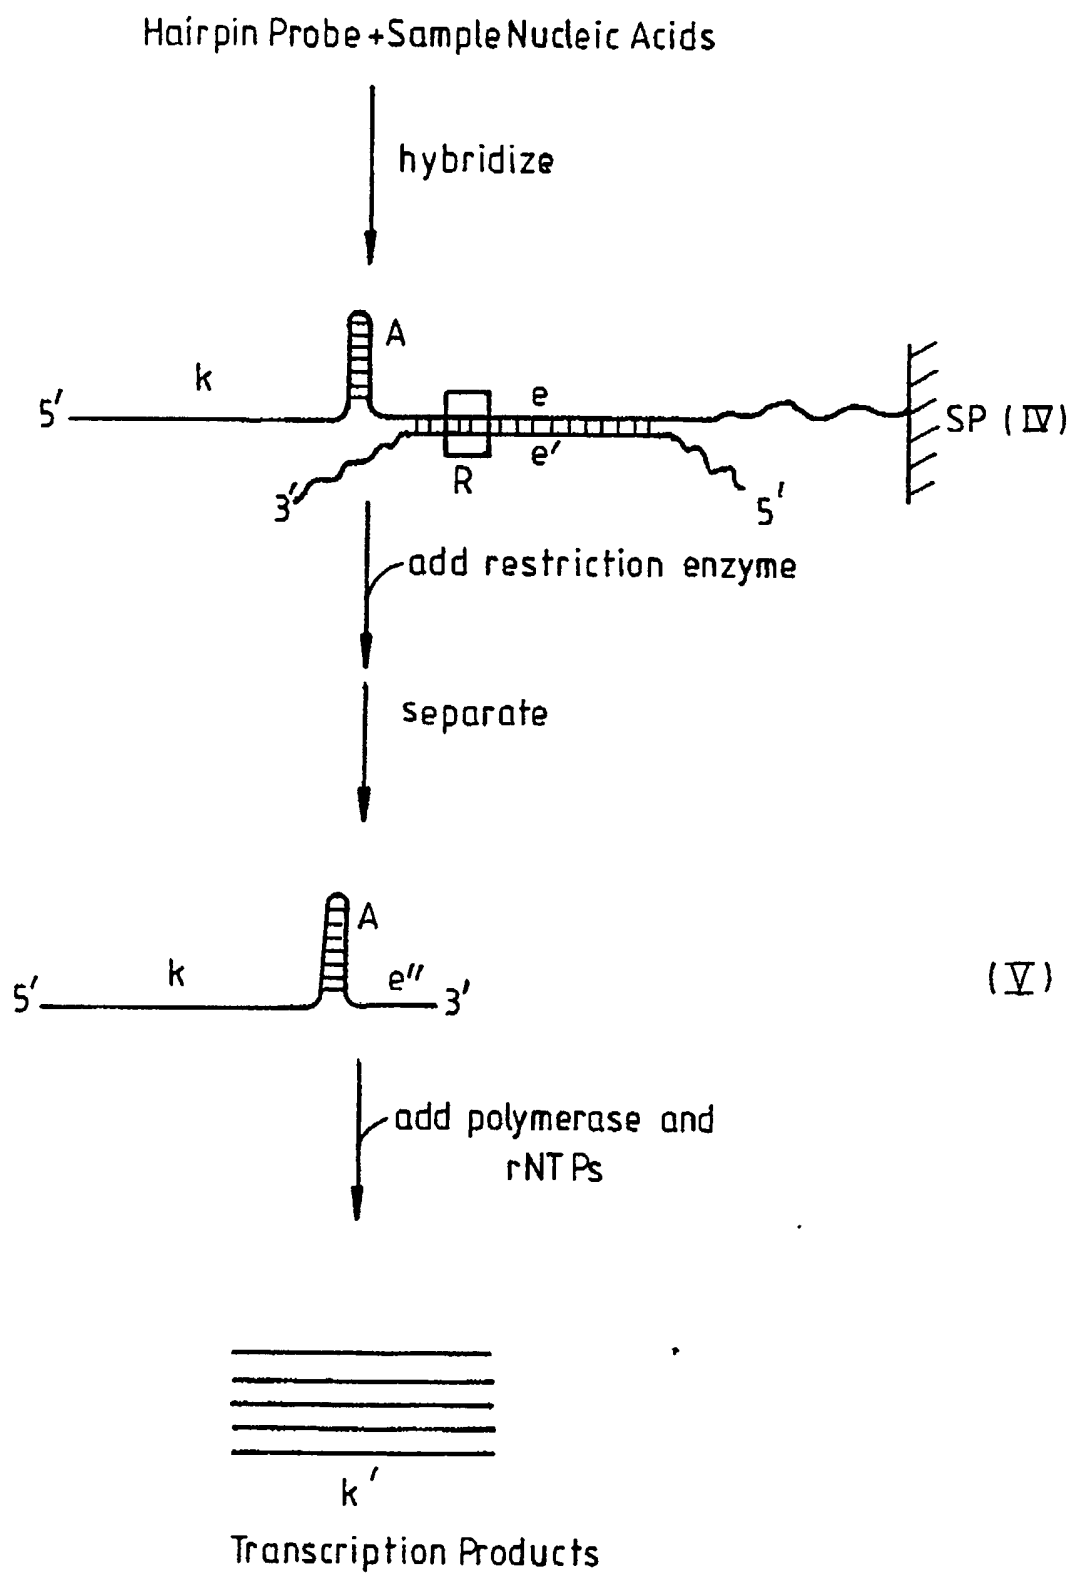 Hairpin Probe+Sample Nucleic Acids
hybridize
A
k
e
5'
SP (IV)
e'
R
3'
5'
add restriction enzyme
separate
A
k
e''
5'
3'
(V)
add polymerase and
rNTPs
k'
Transcription Products